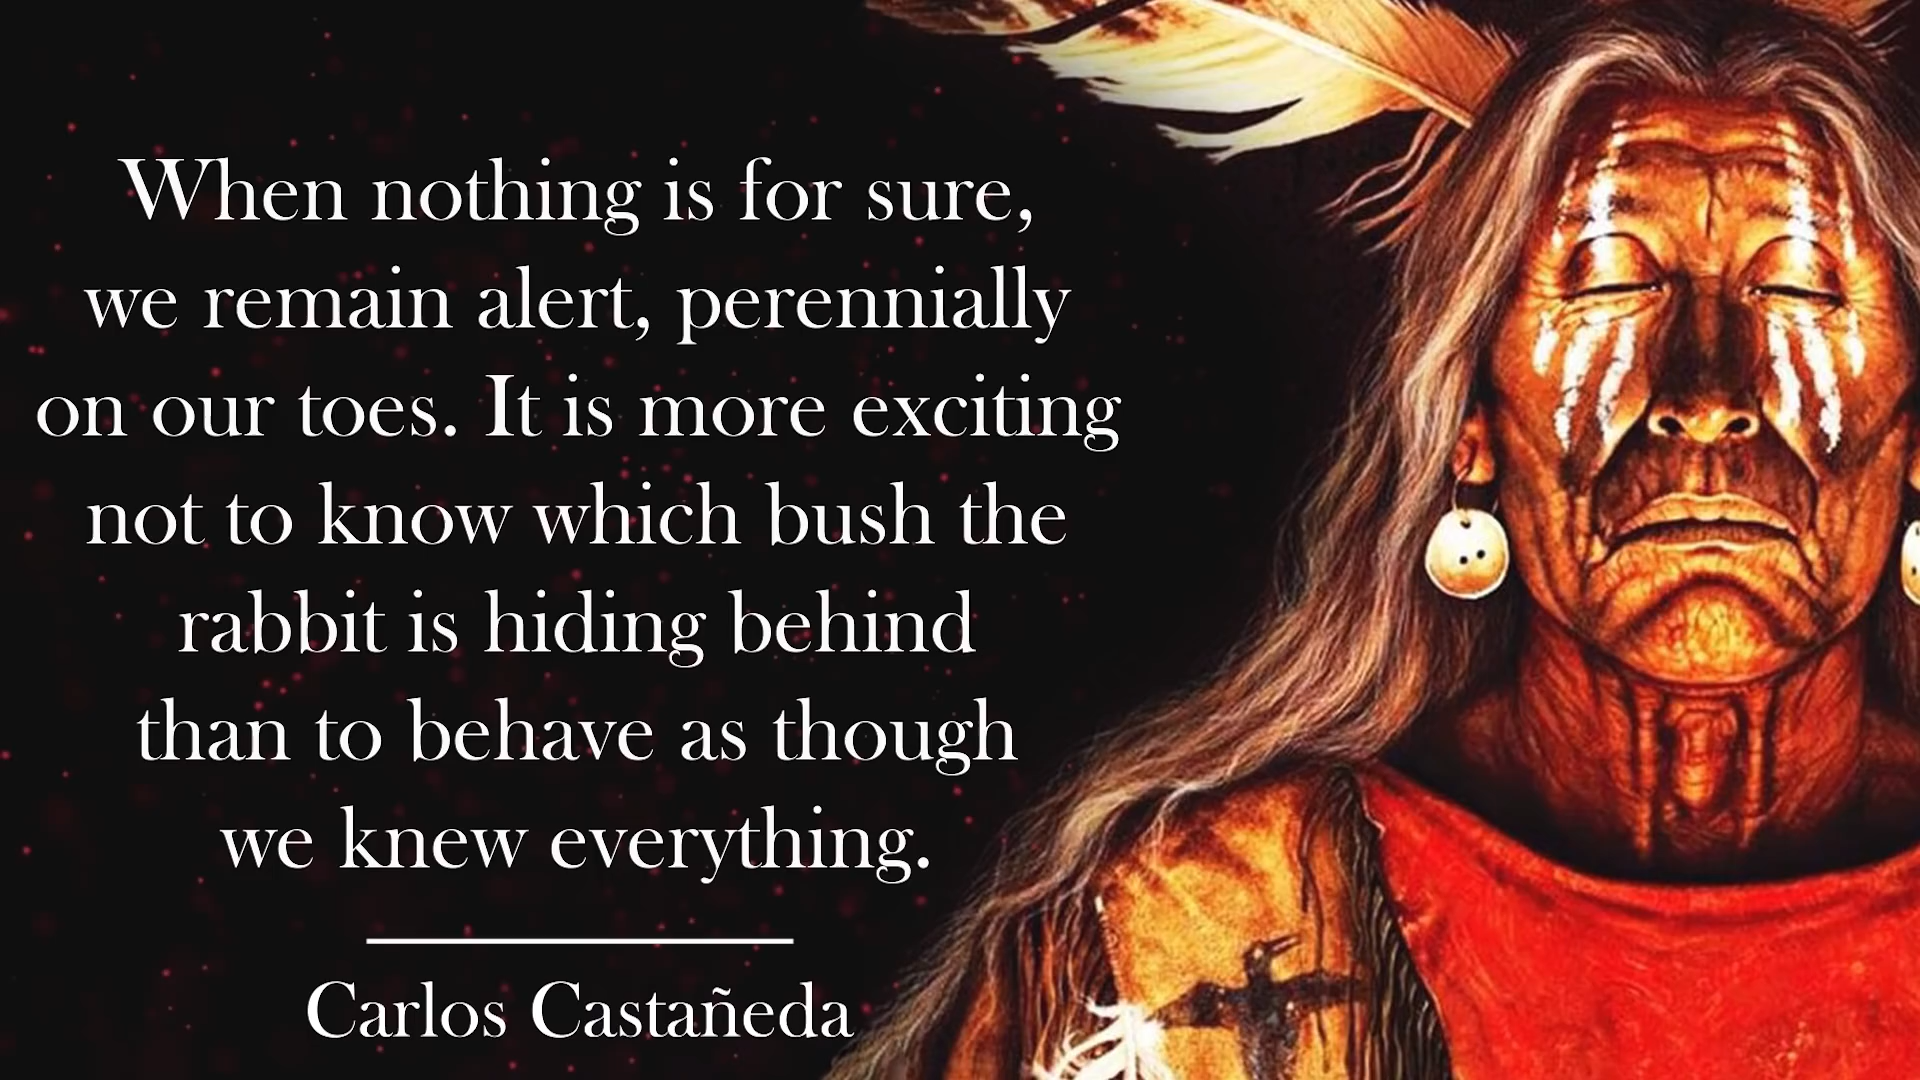 When nothing is for sure,
we remain alert, perennially
on our toes. It is more exciting
not to know which bush the
rabbit is hiding behind
than to behave as though
we knew everything.
Carlos Castañeda